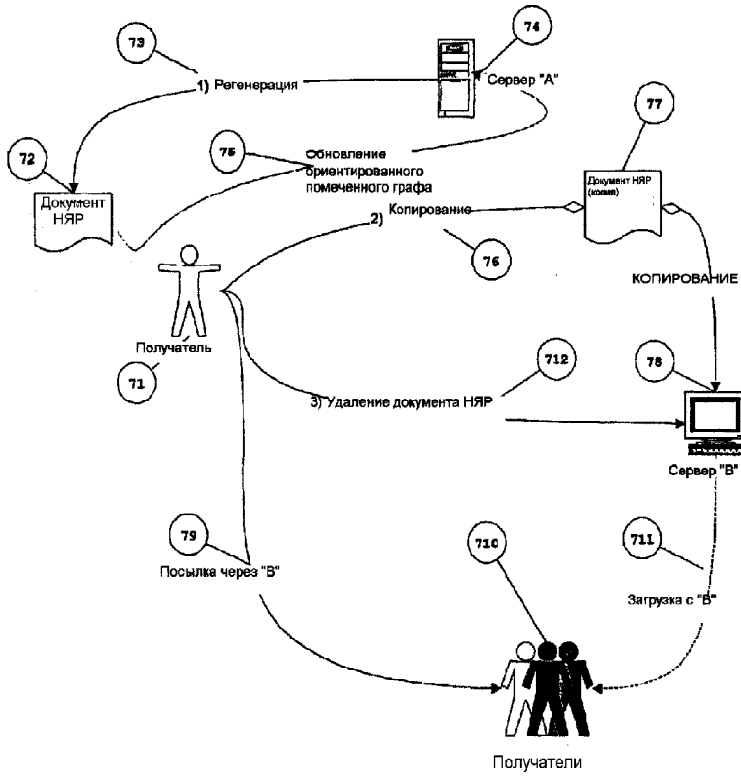 73
74
1) Регенерация
Сервер "А"
77
72
75
Обновление
ориентированного
помеченного графа
Документ НЯР
(копия)
Документ
НЯР
2) Копирование
76
КОПИРОВАНИЕ
Получатель
71
712
78
3) Удаление документа НЯР
Сервер "В"
79
710
711
Посылка через "В"
Загрузка с "В"
Получатели